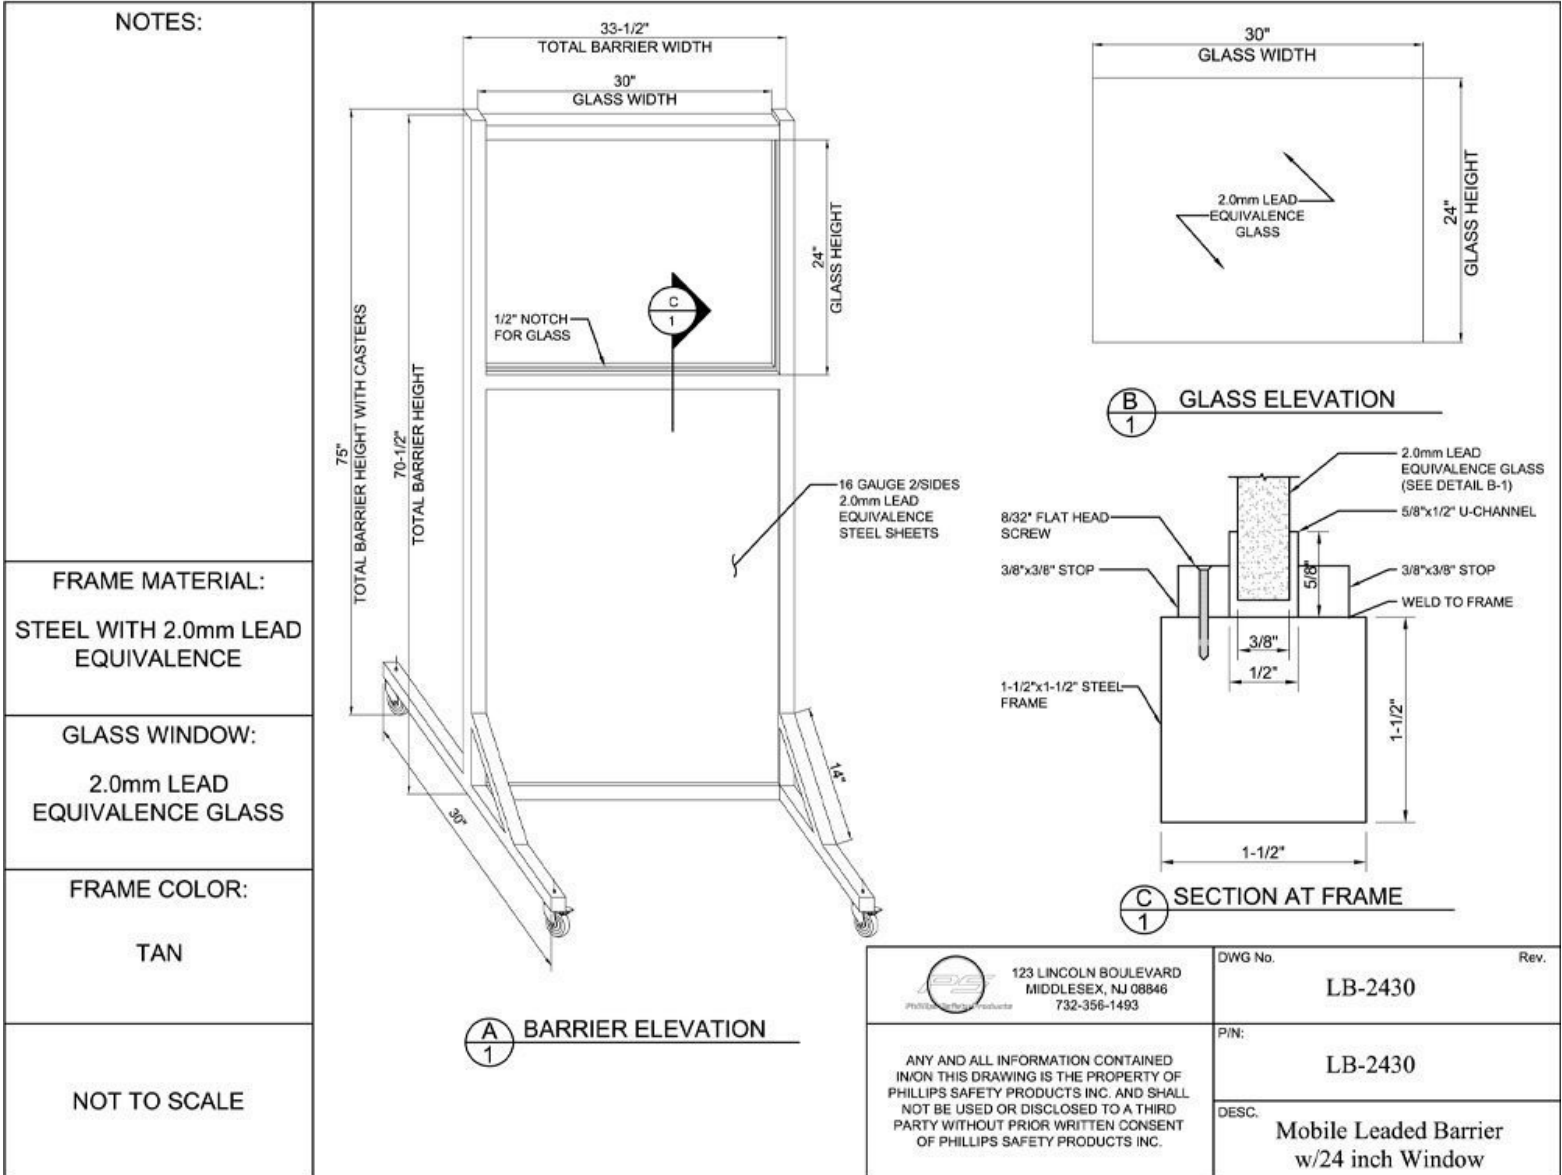 NOTES:
FRAME MATERIAL:
STEEL WITH 2.0mm LEAD
EQUIVALENCE
GLASS WINDOW:
2.0mm LEAD
EQUIVALENCE GLASS
FRAME COLOR:
TAN
NOT TO SCALE
33-1/2"
TOTAL BARRIER WIDTH
30"
GLASS WIDTH
75"
TOTAL BARRIER HEIGHT WITH CASTERS
70-1/2"
TOTAL BARRIER HEIGHT
24"
GLASS HEIGHT
1/2" NOTCH
FOR GLASS
C
1
16 GAUGE 2/SIDES
2.0mm LEAD
EQUIVALENCE
STEEL SHEETS
14"
30"
A
1
BARRIER ELEVATION
30"
GLASS WIDTH
2.0mm LEAD
EQUIVALENCE
GLASS
24"
GLASS HEIGHT
B
1
GLASS ELEVATION
2.0mm LEAD
EQUIVALENCE GLASS
(SEE DETAIL B-1)
5/8"x1/2" U-CHANNEL
8/32" FLAT HEAD
SCREW
3/8"x3/8" STOP
5/8"
3/8"x3/8" STOP
WELD TO FRAME
3/8"
1/2"
1-1/2"x1-1/2" STEEL
FRAME
1-1/2"
1-1/2"
C
1
SECTION AT FRAME
PS
Phillips Safety Products
123 LINCOLN BOULEVARD
MIDDLESEX, NJ 08846
732-356-1493
ANY AND ALL INFORMATION CONTAINED
IN/ON THIS DRAWING IS THE PROPERTY OF
PHILLIPS SAFETY PRODUCTS INC. AND SHALL
NOT BE USED OR DISCLOSED TO A THIRD
PARTY WITHOUT PRIOR WRITTEN CONSENT
OF PHILLIPS SAFETY PRODUCTS INC.
DWG No.
Rev.
LB-2430
P/N:
LB-2430
DESC.
Mobile Leaded Barrier
w/24 inch Window